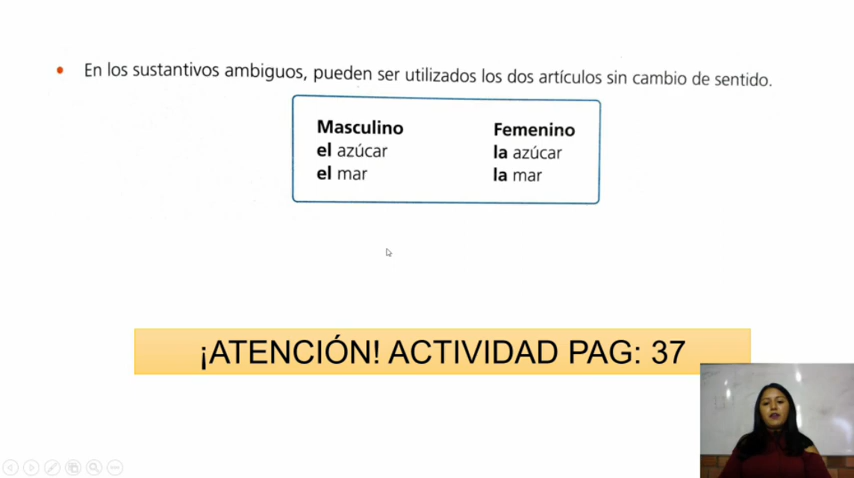 • En los sustantivos ambiguos, pueden ser utilizados los dos artículos sin cambio de sentido.
Masculino Femenino
el azúcar la azúcar
el mar la mar
¡ATENCIÓN! ACTIVIDAD PAG: 37